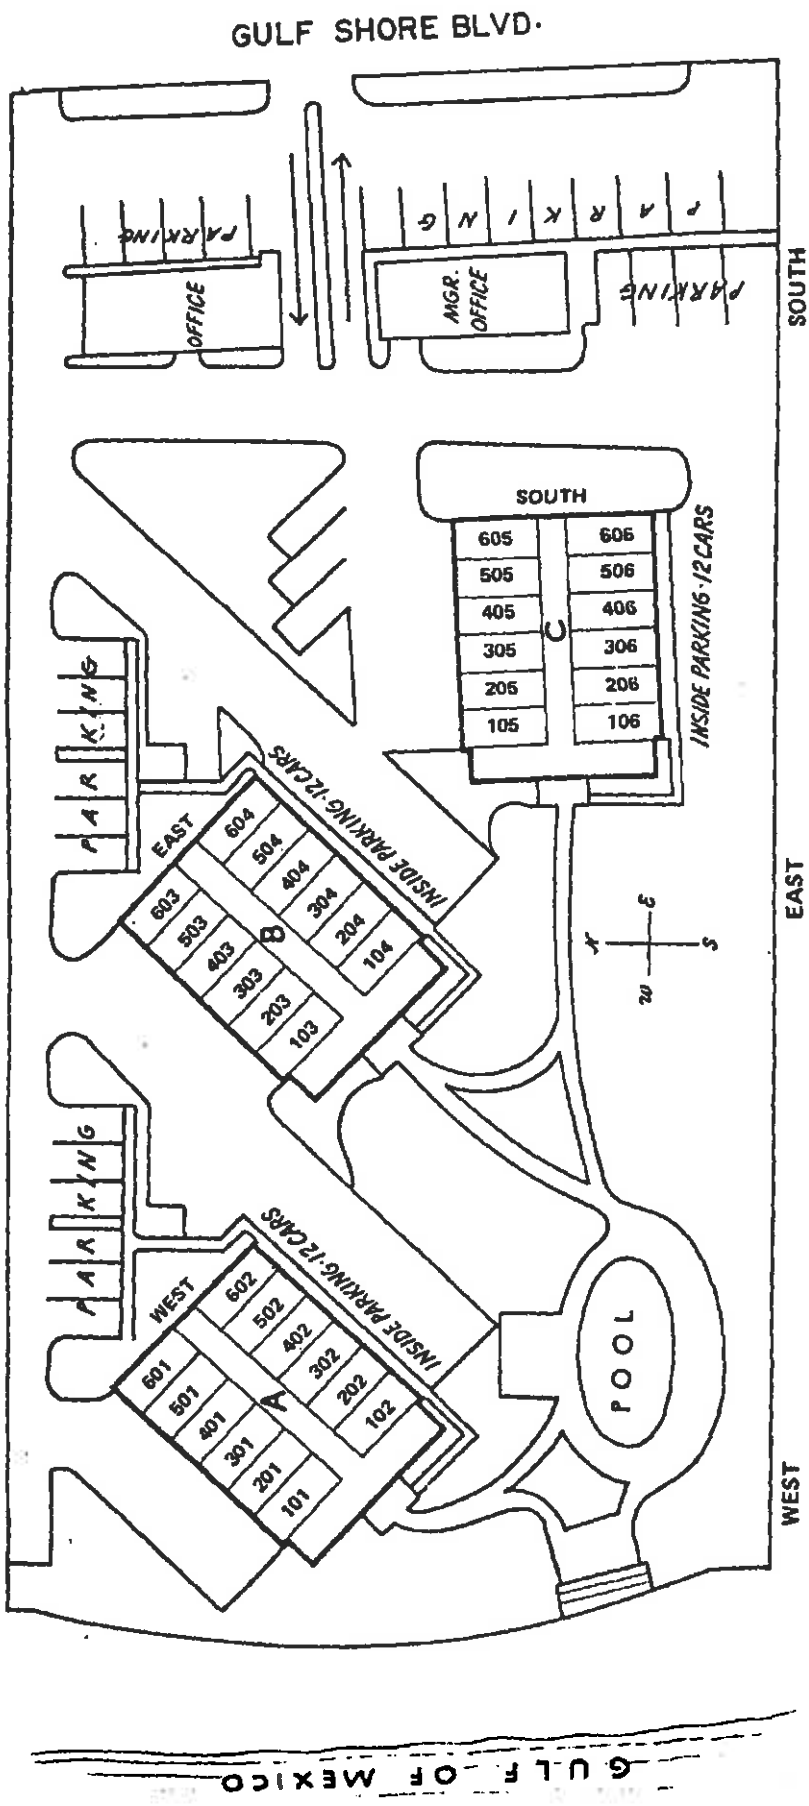 GULF SHORE BLVD.
PARKING
PARKING
OFFICE
MGR.
OFFICE
PARKING
SOUTH
SOUTH
605 606
505 506
405 406
305 306
205 206
105 106
C
INSIDE PARKING·12 CARS
PARKING
EAST
604
504
404
304
204
104
603
503
403
303
203
103
B
INSIDE PARKING·12 CARS
EAST
N
E
S
W
PARKING
WEST
602
502
402
302
202
102
601
501
401
301
201
101
A
INSIDE PARKING·12 CARS
POOL
WEST
GULF OF MEXICO